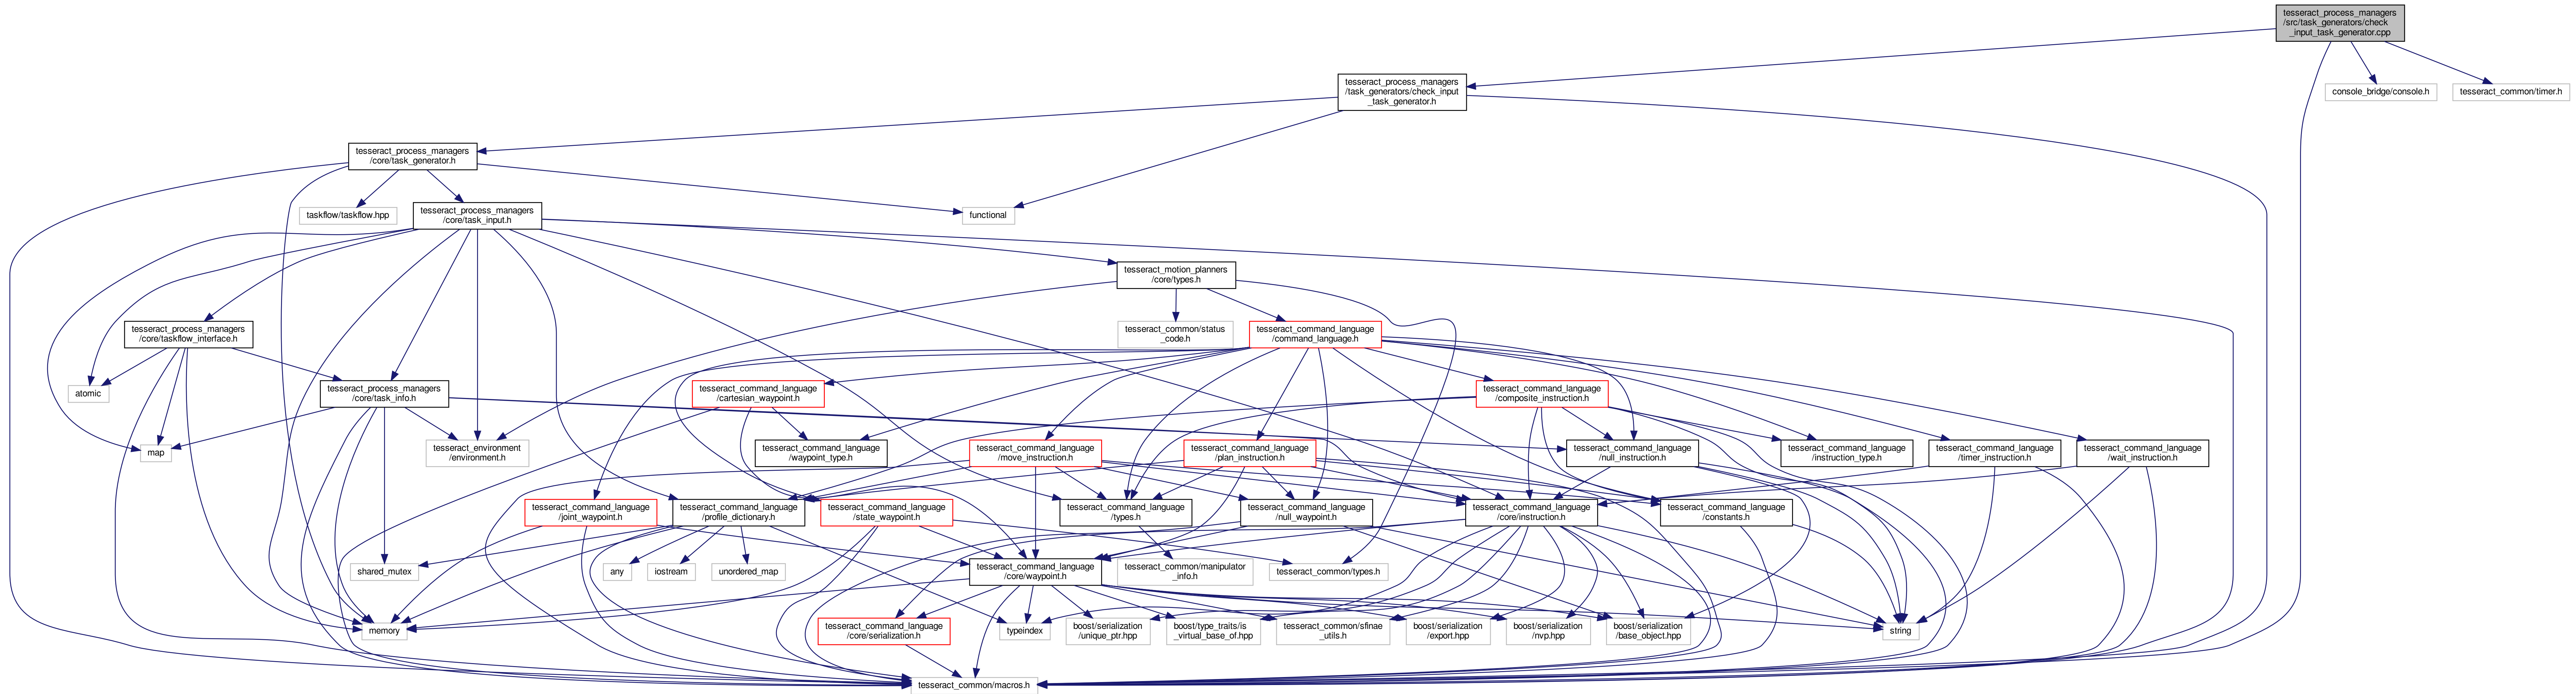 tesseract_process_managers
/src/task_generators/check
_input_task_generator.cpp
tesseract_process_managers
/task_generators/check_input
_task_generator.h
console_bridge/console.h
tesseract_common/timer.h
tesseract_process_managers
/core/task_generator.h
taskflow/taskflow.hpp
tesseract_process_managers
/core/task_input.h
functional
tesseract_motion_planners
/core/types.h
tesseract_process_managers
/core/taskflow_interface.h
tesseract_common/status
_code.h
tesseract_command_language
/command_language.h
atomic
tesseract_process_managers
/core/task_info.h
tesseract_command_language
/cartesian_waypoint.h
tesseract_command_language
/composite_instruction.h
map
tesseract_environment
/environment.h
tesseract_command_language
/waypoint_type.h
tesseract_command_language
/move_instruction.h
tesseract_command_language
/plan_instruction.h
tesseract_command_language
/null_instruction.h
tesseract_command_language
/instruction_type.h
tesseract_command_language
/timer_instruction.h
tesseract_command_language
/wait_instruction.h
tesseract_command_language
/joint_waypoint.h
tesseract_command_language
/profile_dictionary.h
tesseract_command_language
/state_waypoint.h
tesseract_command_language
/types.h
tesseract_command_language
/null_waypoint.h
tesseract_command_language
/core/instruction.h
tesseract_command_language
/constants.h
shared_mutex
any
iostream
unordered_map
tesseract_command_language
/core/waypoint.h
tesseract_common/manipulator
_info.h
tesseract_common/types.h
memory
tesseract_command_language
/core/serialization.h
typeindex
boost/serialization
/unique_ptr.hpp
boost/type_traits/is
_virtual_base_of.hpp
tesseract_common/sfinae
_utils.h
boost/serialization
/export.hpp
boost/serialization
/nvp.hpp
boost/serialization
/base_object.hpp
string
tesseract_common/macros.h